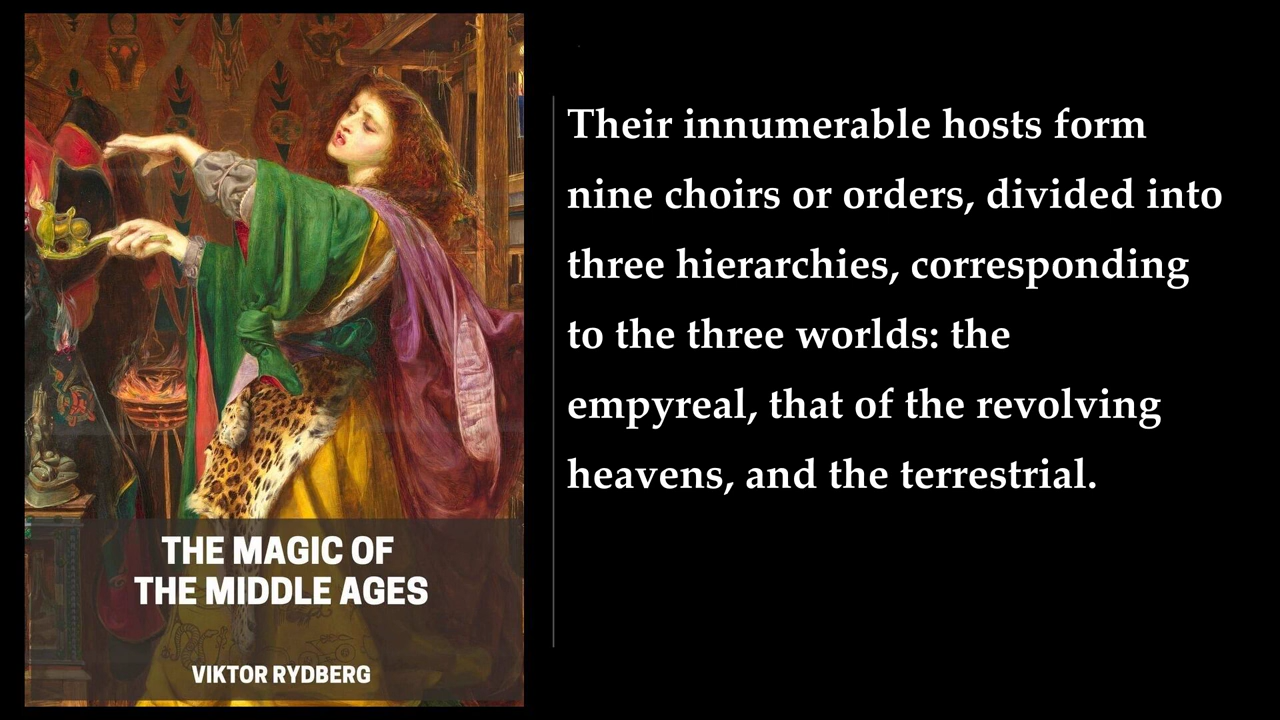 THE MAGIC OF
THE MIDDLE AGES
VIKTOR RYDBERG
Their innumerable hosts form
nine choirs or orders, divided into
three hierarchies, corresponding
to the three worlds: the
empyreal, that of the revolving
heavens, and the terrestrial.